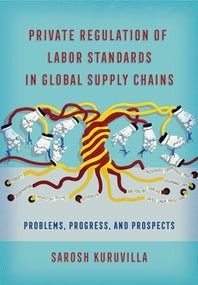 PRIVATE REGULATION OF
LABOR STANDARDS
IN GLOBAL SUPPLY CHAINS
PROBLEMS, PROGRESS, AND PROSPECTS
SAROSH KURUVILLA